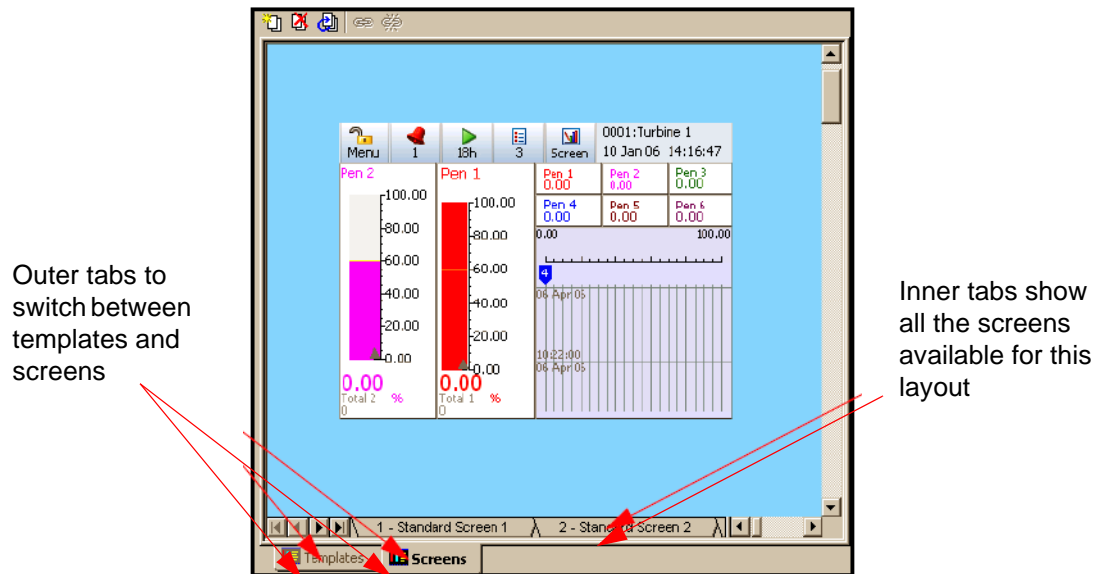 Menu
1
18h
3
Screen
0001:Turbine 1
10 Jan 06 14:16:47
Pen 2
100.00
80.00
60.00
40.00
20.00
0.00
0.00
Total 2 %
0
Pen 1
100.00
80.00
60.00
40.00
20.00
0.00
0.00
Total 1 %
0
Pen 1
0.00
Pen 2
0.00
Pen 3
0.00
Pen 4
0.00
Pen 5
0.00
Pen 6
0.00
0.00 100.00
4
06 Apr 06
10:22:00
06 Apr 06
Outer tabs to
switch between
templates and
screens
Inner tabs show
all the screens
available for this
layout
1 - Standard Screen 1
2 - Standard Screen 2
Templates
Screens